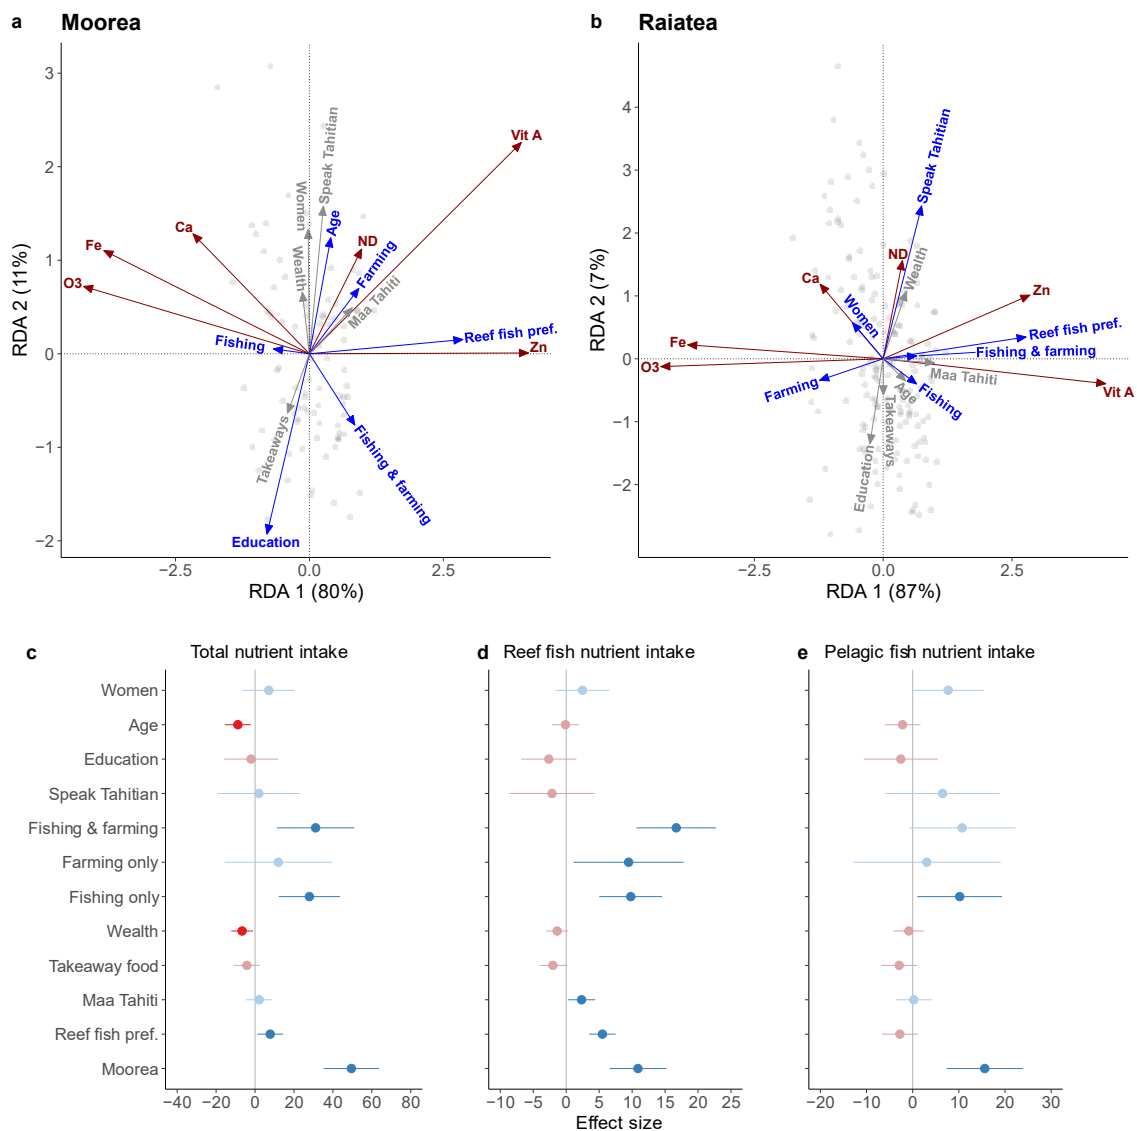 a Moorea
3
2
1
0
−1
−2
RDA 2 (11%)
−2.5 0.0 2.5
RDA 1 (80%)
Vit A
Speak Tahitian
Women
Age
ND
Ca
Fe
Farming
Wealth
O3
Maa Tahiti
Reef fish pref.
Fishing
Zn
Takeaways
Fishing & farming
Education
b Raiatea
4
3
2
1
0
−1
−2
RDA 2 (7%)
−2.5 0.0 2.5
RDA 1 (87%)
Speak Tahitian
ND
Wealth
Ca
Zn
Women
Reef fish pref.
Fe
Fishing & farming
O3
Maa Tahiti
Farming
Age
Fishing
Vit A
Takeaways
Education
c Total nutrient intake
Women
Age
Education
Speak Tahitian
Fishing & farming
Farming only
Fishing only
Wealth
Takeaway food
Maa Tahiti
Reef fish pref.
Moorea
−40 −20 0 20 40 60 80
d Reef fish nutrient intake
−10 −5 0 5 10 15 20 25
Effect size
e Pelagic fish nutrient intake
−20 −10 0 10 20 30